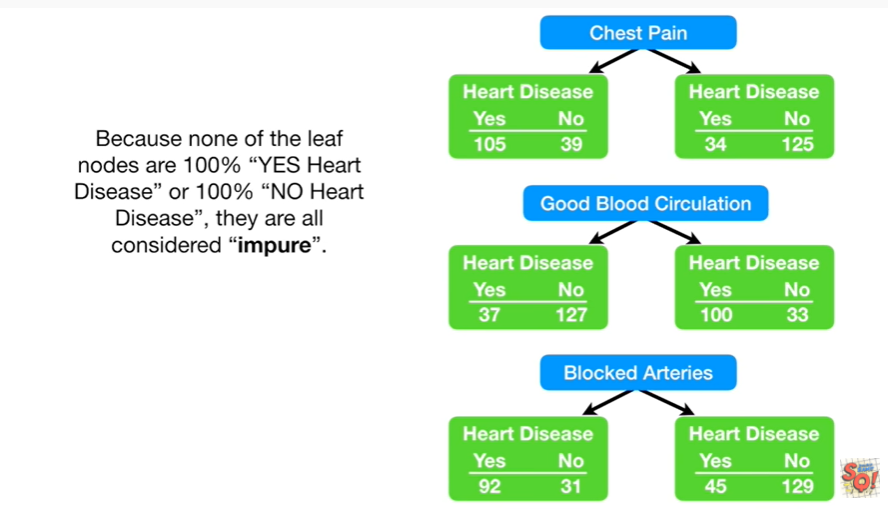 Chest Pain
Heart Disease Heart Disease
Yes No Yes No
105 39 34 125
Because none of the leaf
nodes are 100% “YES Heart
Disease” or 100% “NO Heart
Disease”, they are all
considered “impure”.
Good Blood Circulation
Heart Disease Heart Disease
Yes No Yes No
37 127 100 33
Blocked Arteries
Heart Disease Heart Disease
Yes No Yes No
92 31 45 129